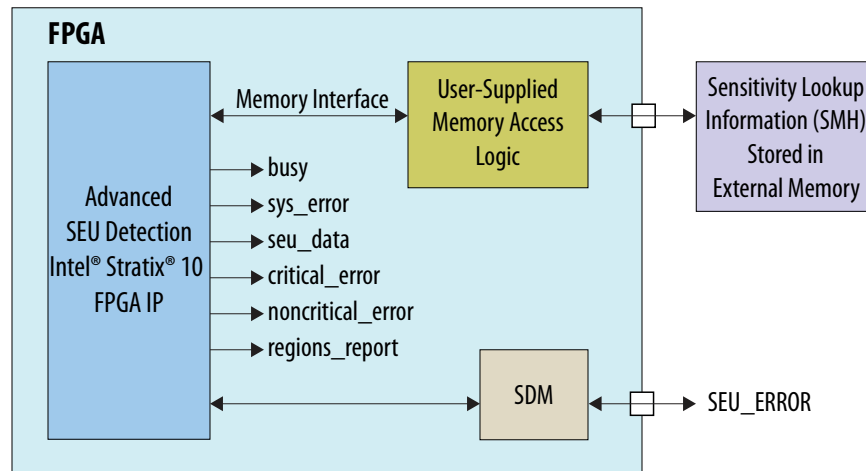 FPGA
Advanced
SEU Detection
Intel® Stratix® 10
FPGA IP
Memory Interface
User-Supplied
Memory Access
Logic
Sensitivity Lookup
Information (SMH)
Stored in
External Memory
busy
sys_error
seu_data
critical_error
noncritical_error
regions_report
SDM
SEU_ERROR